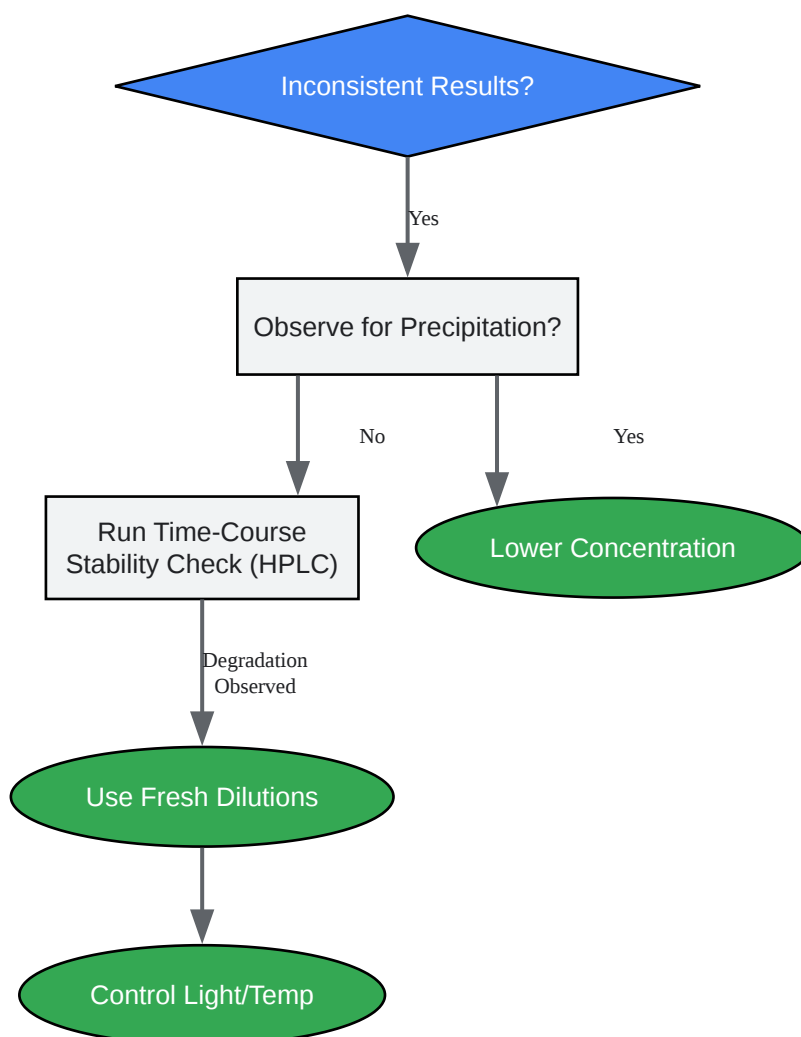 Inconsistent Results?
Yes
Observe for Precipitation?
No
Yes
Run Time-Course
Stability Check (HPLC)
Lower Concentration
Degradation
Observed
Use Fresh Dilutions
Control Light/Temp